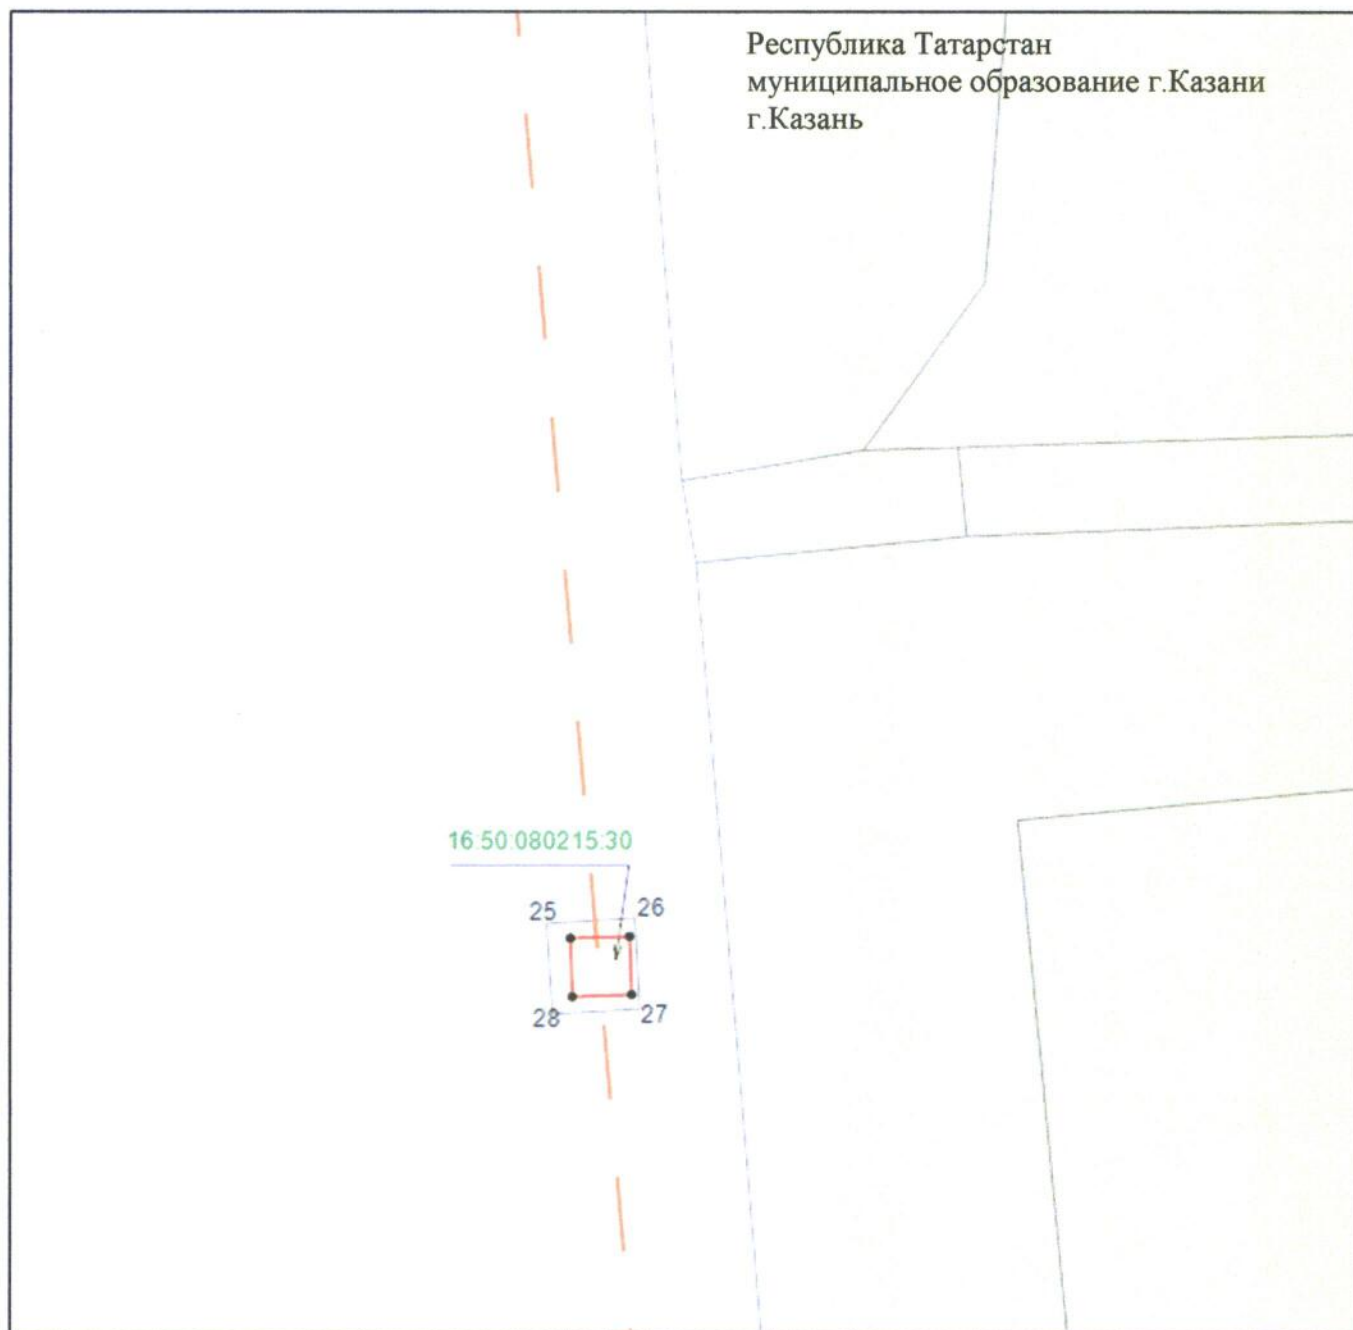 Республика Татарстан
муниципальное образование г.Казани
г.Казань
16:50:080215:30
25 26
28 27